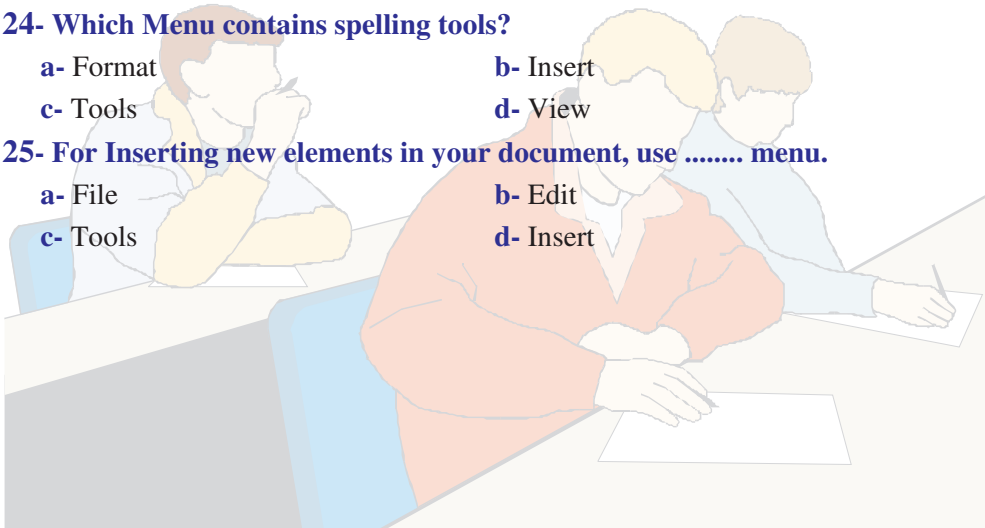 24- Which Menu contains spelling tools?
a- Format b- Insert
c- Tools d- View
25- For Inserting new elements in your document, use ........ menu.
a- File b- Edit
c- Tools d- Insert